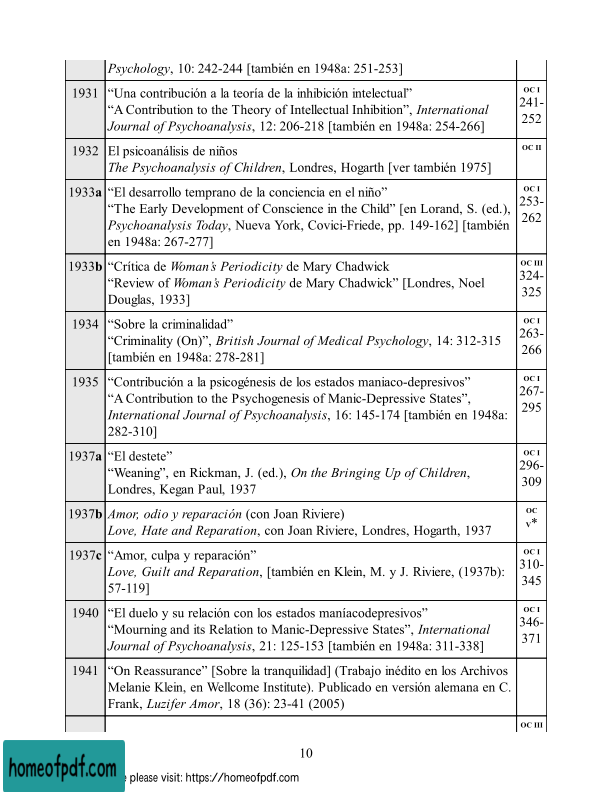 Psychology, 10: 242-244 [también en 1948a: 251-253]
1931 “Una contribución a la teoría de la inhibición intelectual” OC I
“A Contribution to the Theory of Intellectual Inhibition”, International 241-
Journal of Psychoanalysis, 12: 206-218 [también en 1948a: 254-266] 252
1932 El psicoanálisis de niños OC II
The Psychoanalysis of Children, Londres, Hogarth [ver también 1975]
1933a “El desarrollo temprano de la conciencia en el niño” OC I
“The Early Development of Conscience in the Child” [en Lorand, S. (ed.), 253-
Psychoanalysis Today, Nueva York, Covici-Friede, pp. 149-162] [también 262
en 1948a: 267-277]
1933b “Crítica de Woman’s Periodicity de Mary Chadwick OC III
“Review of Woman’s Periodicity de Mary Chadwick” [Londres, Noel 324-
Douglas, 1933] 325
1934 “Sobre la criminalidad” OC I
“Criminality (On)”, British Journal of Medical Psychology, 14: 312-315 263-
[también en 1948a: 278-281] 266
1935 “Contribución a la psicogénesis de los estados maniaco-depresivos” OC I
“A Contribution to the Psychogenesis of Manic-Depressive States”, 267-
International Journal of Psychoanalysis, 16: 145-174 [también en 1948a: 295
282-310]
1937a “El destete” OC I
“Weaning”, en Rickman, J. (ed.), On the Bringing Up of Children, 296-
Londres, Kegan Paul, 1937 309
1937b Amor, odio y reparación (con Joan Riviere) OC
Love, Hate and Reparation, con Joan Riviere, Londres, Hogarth, 1937 V*
1937c “Amor, culpa y reparación” OC I
Love, Guilt and Reparation, [también en Klein, M. y J. Riviere, (1937b): 310-
57-119] 345
1940 “El duelo y su relación con los estados maníacodepresivos” OC I
“Mourning and its Relation to Manic-Depressive States”, International 346-
Journal of Psychoanalysis, 21: 125-153 [también en 1948a: 311-338] 371
1941 “On Reassurance” [Sobre la tranquilidad] (Trabajo inédito en los Archivos
Melanie Klein, en Wellcome Institute). Publicado en versión alemana en C.
Frank, Luzifer Amor, 18 (36): 23-41 (2005)
OC III
10
homeofpdf.com
please visit: https://homeofpdf.com